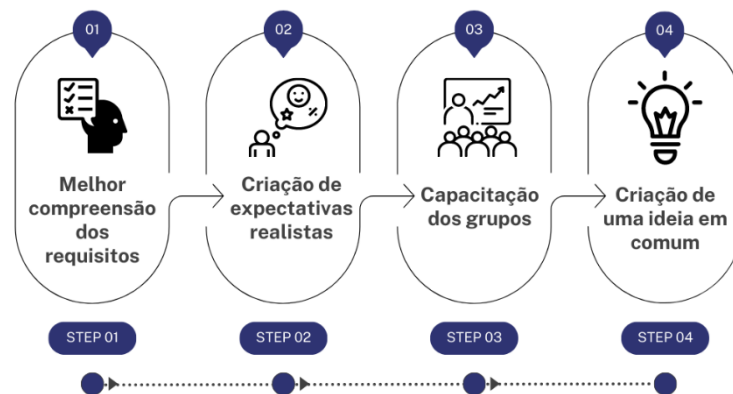 01
02
03
04
Melhor
compreensão
dos
requisitos
Criação de
expectativas
realistas
Capacitação
dos grupos
Criação de
uma ideia em
comum
STEP 01
STEP 02
STEP 03
STEP 04